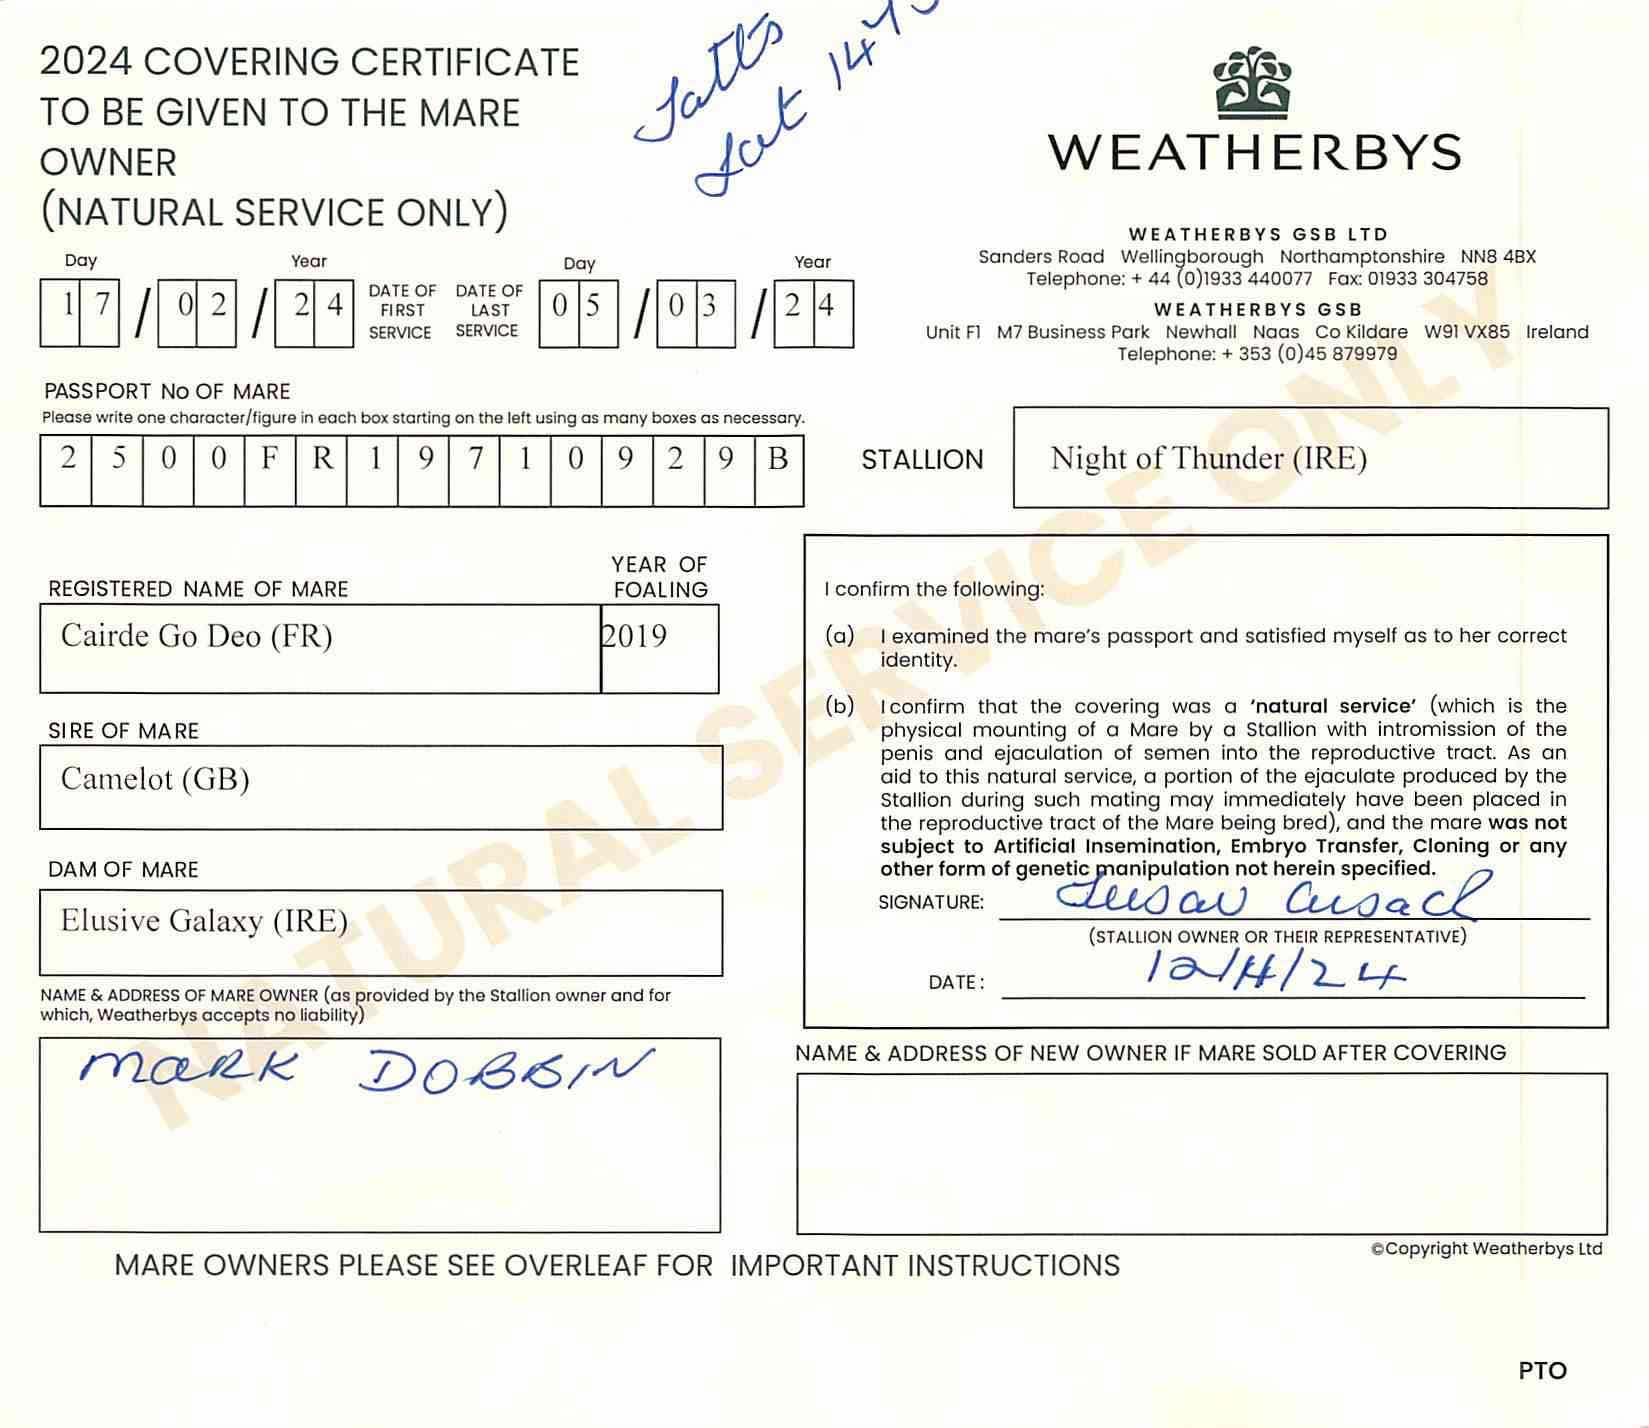 2024 COVERING CERTIFICATE
TO BE GIVEN TO THE MARE
OWNER
(NATURAL SERVICE ONLY)
Tatts
Lot
WEATHERBYS
WEATHERBYS GSB LTD
Sanders Road Wellingborough Northamptonshire NN8 4BX
Telephone: + 44 (0)1933 440077 Fax: 01933 304758
WEATHERBYS GSB
Unit F1 M7 Business Park Newhall Naas Co Kildare W91 VX85 Ireland
Telephone: + 353 (0)45 879979
Day Year
17/02/24
DATE OF FIRST SERVICE
DATE OF LAST SERVICE
Day Year
05/03/24
PASSPORT No OF MARE
Please write one character/figure in each box starting on the left using as many boxes as necessary.
2500FR19710929B
STALLION
Night of Thunder (IRE)
REGISTERED NAME OF MARE
YEAR OF
FOALING
Cairde Go Deo (FR)
2019
SIRE OF MARE
Camelot (GB)
DAM OF MARE
Elusive Galaxy (IRE)
NAME & ADDRESS OF MARE OWNER (as provided by the Stallion owner and for
which, Weatherbys accepts no liability)
MARK DOBBIN
I confirm the following:
(a) I examined the mare's passport and satisfied myself as to her correct
identity.
(b) I confirm that the covering was a 'natural service' (which is the
physical mounting of a Mare by a Stallion with intromission of the
penis and ejaculation of semen into the reproductive tract. As an
aid to this natural service, a portion of the ejaculate produced by the
Stallion during such mating may immediately have been placed in
the reproductive tract of the Mare being bred), and the mare was not
subject to Artificial Insemination, Embryo Transfer, Cloning or any
other form of genetic manipulation not herein specified.
SIGNATURE: Susan Cusack
(STALLION OWNER OR THEIR REPRESENTATIVE)
DATE: 12/4/24
NAME & ADDRESS OF NEW OWNER IF MARE SOLD AFTER COVERING
©Copyright Weatherbys Ltd
MARE OWNERS PLEASE SEE OVERLEAF FOR IMPORTANT INSTRUCTIONS
PTO
NATURAL SERVICE ONLY